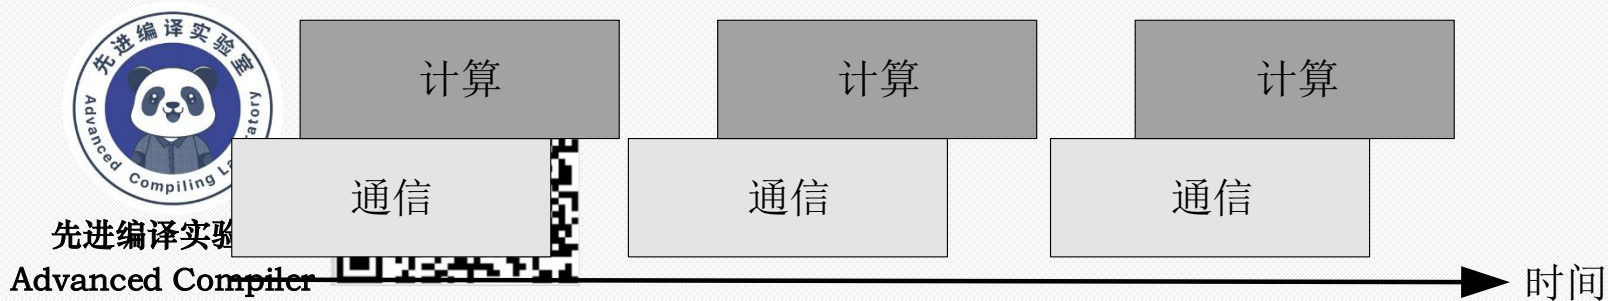 先进编译实验室
Advanced Compiling
计算
计算
计算
通信
通信
通信
先进编译实验
Advanced Compiler
时间